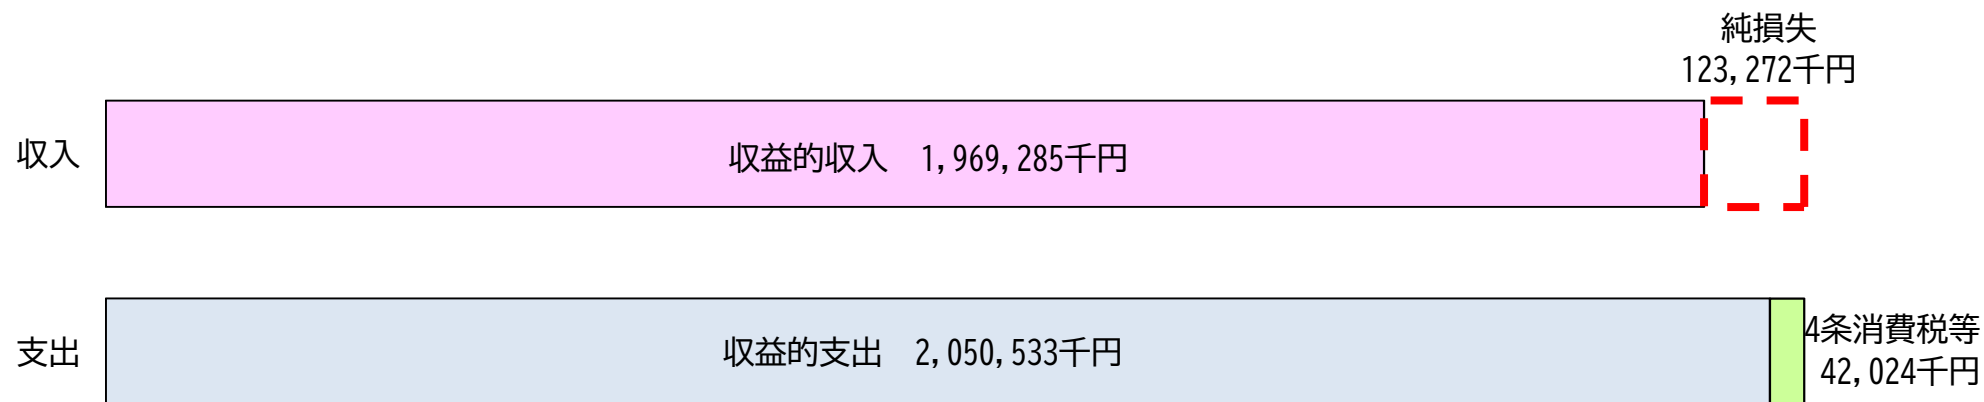 純損失
123,272千円
収入
収益的収入　1,969,285千円
支出
収益的支出　2,050,533千円
4条消費税等
42,024千円